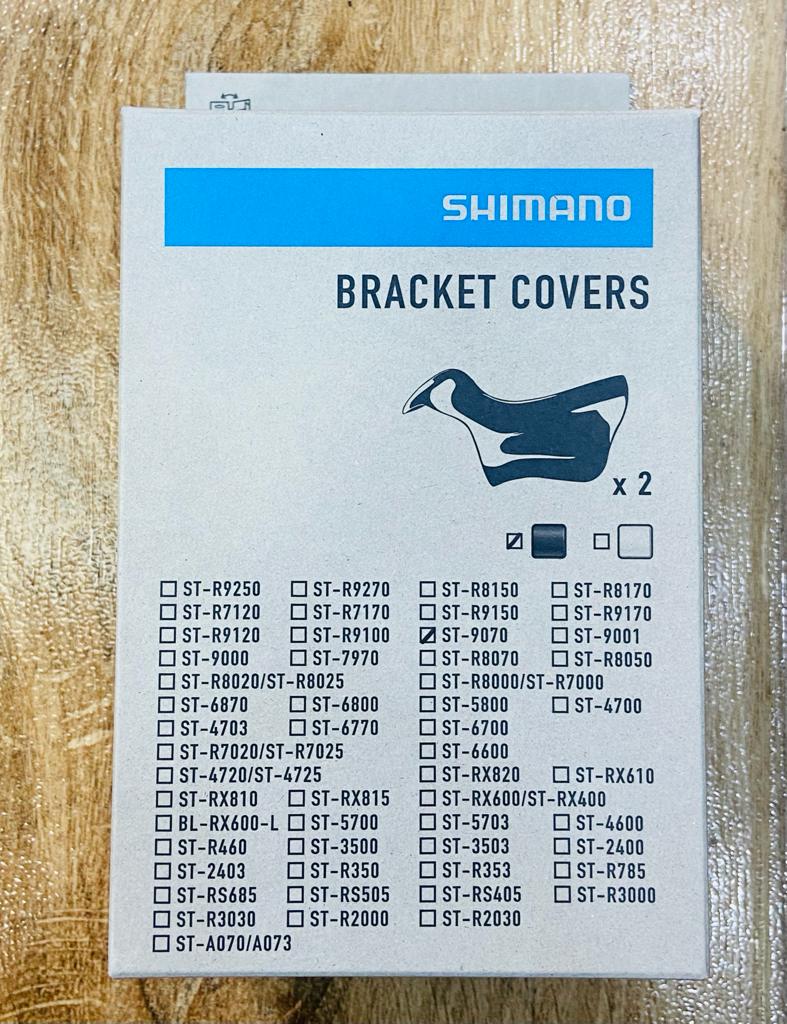 SHIMANO
BRACKET COVERS
x 2
ST-R9250 ST-R9270 ST-R8150 ST-R8170
ST-R7120 ST-R7170 ST-R9150 ST-R9170
ST-R9120 ST-R9100 ST-9070 ST-9001
ST-9000 ST-7970 ST-R8070 ST-R8050
ST-R8020/ST-R8025 ST-R8000/ST-R7000
ST-6870 ST-6800 ST-5800 ST-4700
ST-4703 ST-6770 ST-6700
ST-R7020/ST-R7025 ST-6600
ST-4720/ST-4725 ST-RX820 ST-RX610
ST-RX810 ST-RX815 ST-RX600/ST-RX400
BL-RX600-L ST-5700 ST-5703 ST-4600
ST-R460 ST-3500 ST-3503 ST-2400
ST-2403 ST-R350 ST-R353 ST-R785
ST-RS685 ST-RS505 ST-RS405 ST-R3000
ST-R3030 ST-R2000 ST-R2030
ST-A070/A073